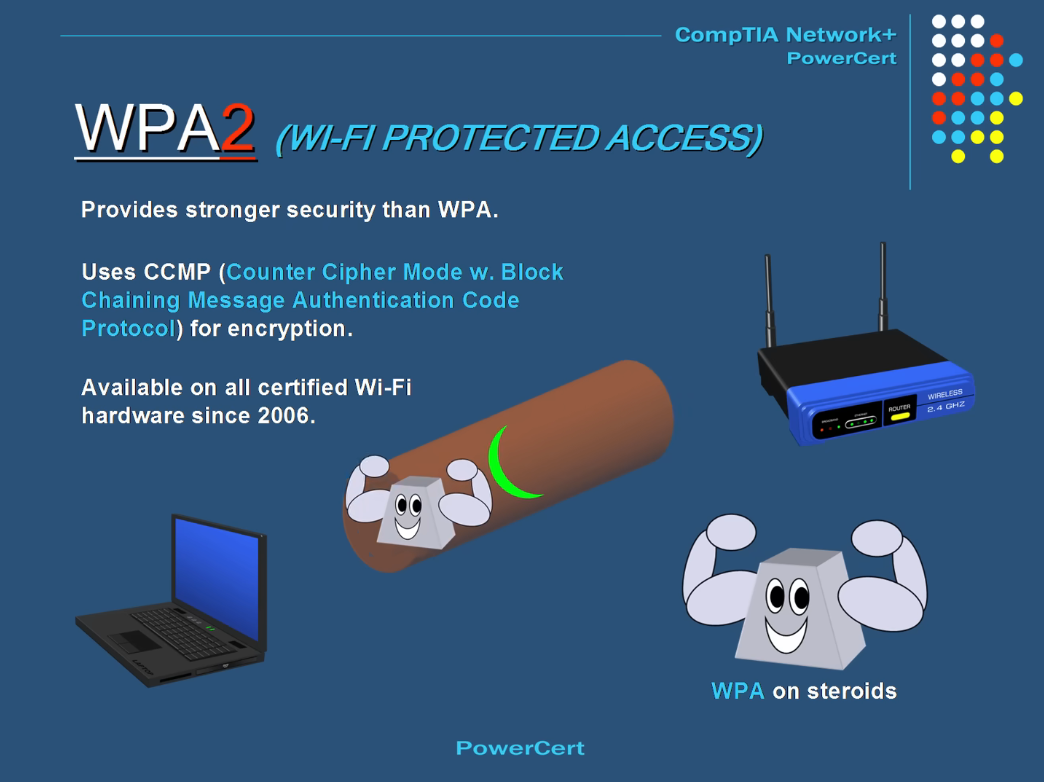 CompTIA Network+
PowerCert
WPA2 (WI-FI PROTECTED ACCESS)
Provides stronger security than WPA.
Uses CCMP (Counter Cipher Mode w. Block
Chaining Message Authentication Code
Protocol) for encryption.
Available on all certified Wi-Fi
hardware since 2006.
WIRELESS
ROUTER
2.4 GHZ
WPA on steroids
PowerCert